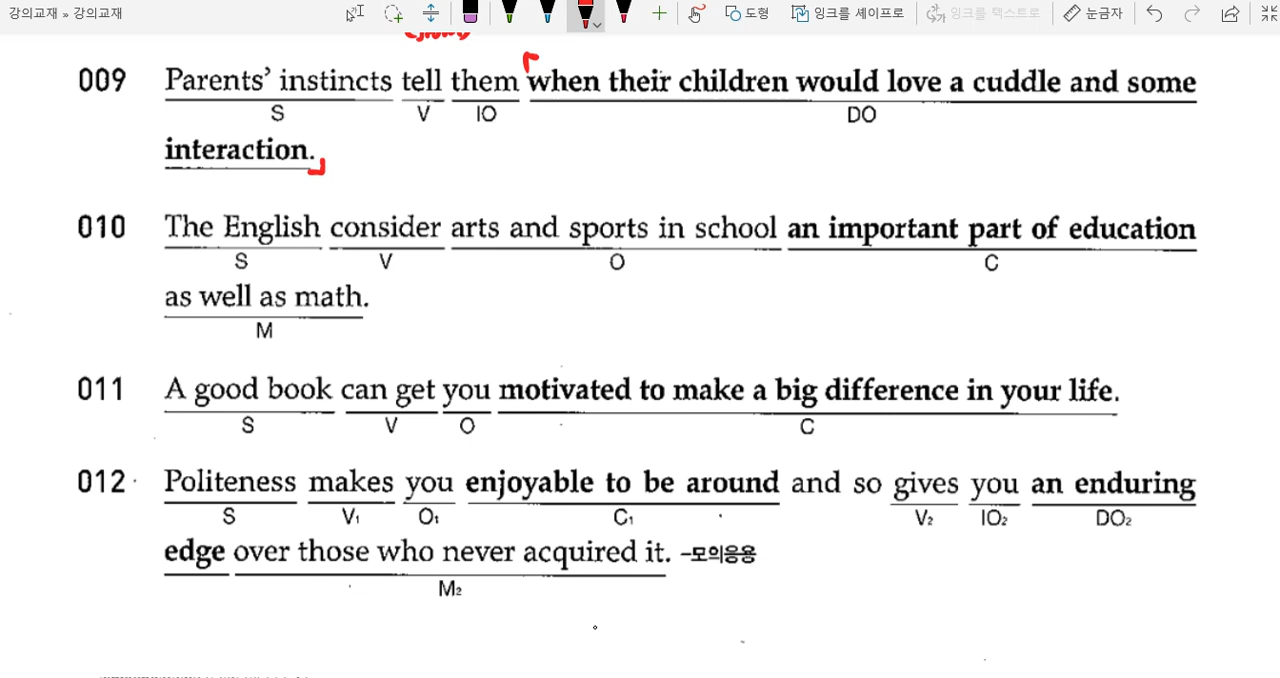 강의교재 » 강의교재 도형 잉크를 셰이프로 잉크를 텍스트로 눈금자
009 Parents’ instincts tell them when their children would love a cuddle and some
S V IO DO
interaction.
010 The English consider arts and sports in school an important part of education
S V O C
as well as math.
M
011 A good book can get you motivated to make a big difference in your life.
S V O C
012 Politeness makes you enjoyable to be around and so gives you an enduring
S V₁ O₁ C₁ V₂ IO₂ DO₂
edge over those who never acquired it. –모의응용
M₂